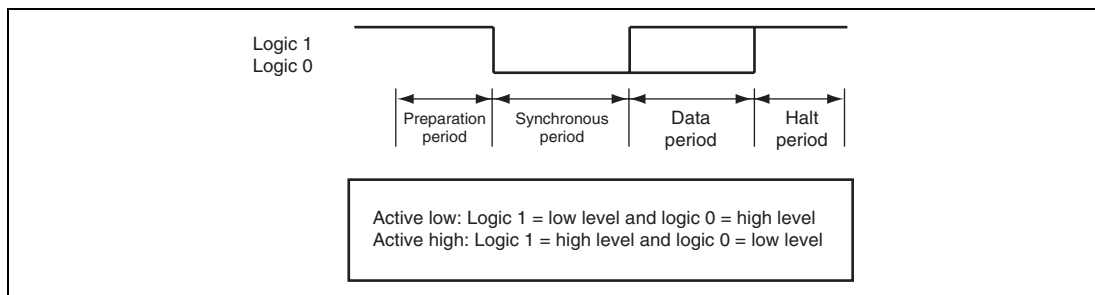 Logic 1
Logic 0
Preparation
period
Synchronous
period
Data
period
Halt
period
Active low: Logic 1 = low level and logic 0 = high level
Active high: Logic 1 = high level and logic 0 = low level